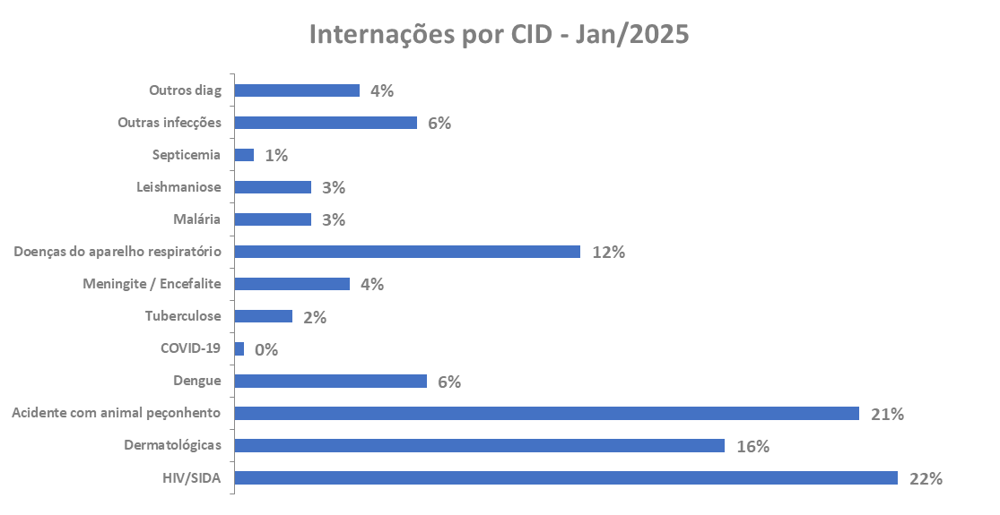 Internações por CID - Jan/2025
Outros diag 4%
Outras infecções 6%
Septicemia 1%
Leishmaniose 3%
Malária 3%
Doenças do aparelho respiratório 12%
Meningite / Encefalite 4%
Tuberculose 2%
COVID-19 0%
Dengue 6%
Acidente com animal peçonhento 21%
Dermatológicas 16%
HIV/SIDA 22%